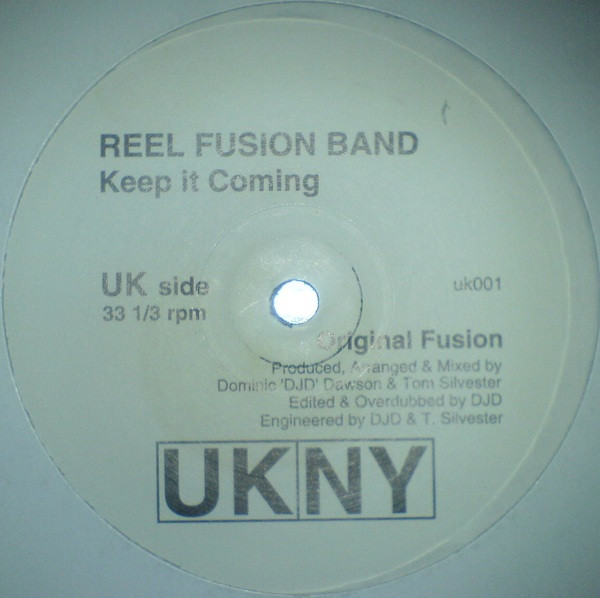 REEL FUSION BAND
Keep it Coming
UK side
uk001
33 1/3 rpm
Original Fusion
Produced, Arranged & Mixed by
Dominic 'DJD' Dawson & Tom Silvester
Edited & Overdubbed by DJD
Engineered by DJD & T. Silvester
UKNY